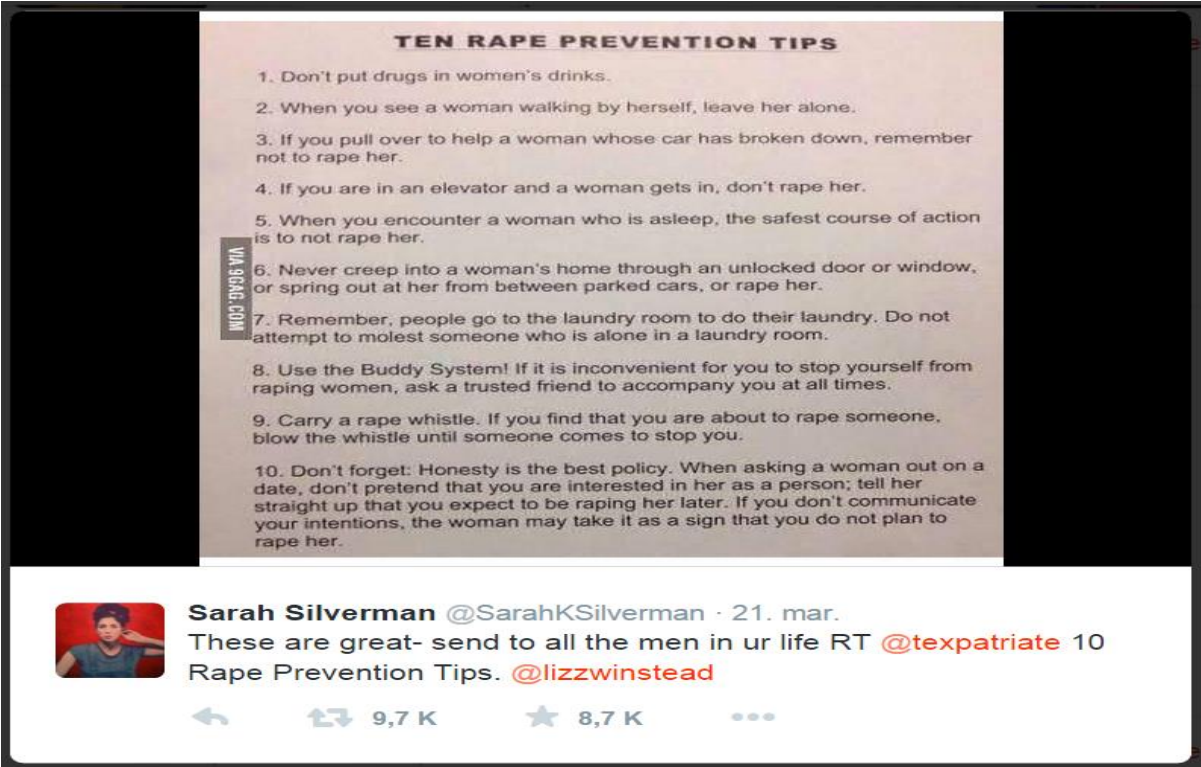 TEN RAPE PREVENTION TIPS
1. Don't put drugs in women's drinks.
2. When you see a woman walking by herself, leave her alone.
3. If you pull over to help a woman whose car has broken down, remember
not to rape her.
4. If you are in an elevator and a woman gets in, don't rape her.
5. When you encounter a woman who is asleep, the safest course of action
is to not rape her.
6. Never creep into a woman's home through an unlocked door or window,
or spring out at her from between parked cars, or rape her.
7. Remember, people go to the laundry room to do their laundry. Do not
attempt to molest someone who is alone in a laundry room.
8. Use the Buddy System! If it is inconvenient for you to stop yourself from
raping women, ask a trusted friend to accompany you at all times.
9. Carry a rape whistle. If you find that you are about to rape someone,
blow the whistle until someone comes to stop you.
10. Don't forget: Honesty is the best policy. When asking a woman out on a
date, don't pretend that you are interested in her as a person; tell her
straight up that you expect to be raping her later. If you don't communicate
your intentions, the woman may take it as a sign that you do not plan to
rape her.
VIA 9GAG.COM
Sarah Silverman @SarahKSilverman · 21. mar.
These are great- send to all the men in ur life RT @texpatriate 10
Rape Prevention Tips. @lizzwinstead
9,7 K 8,7 K